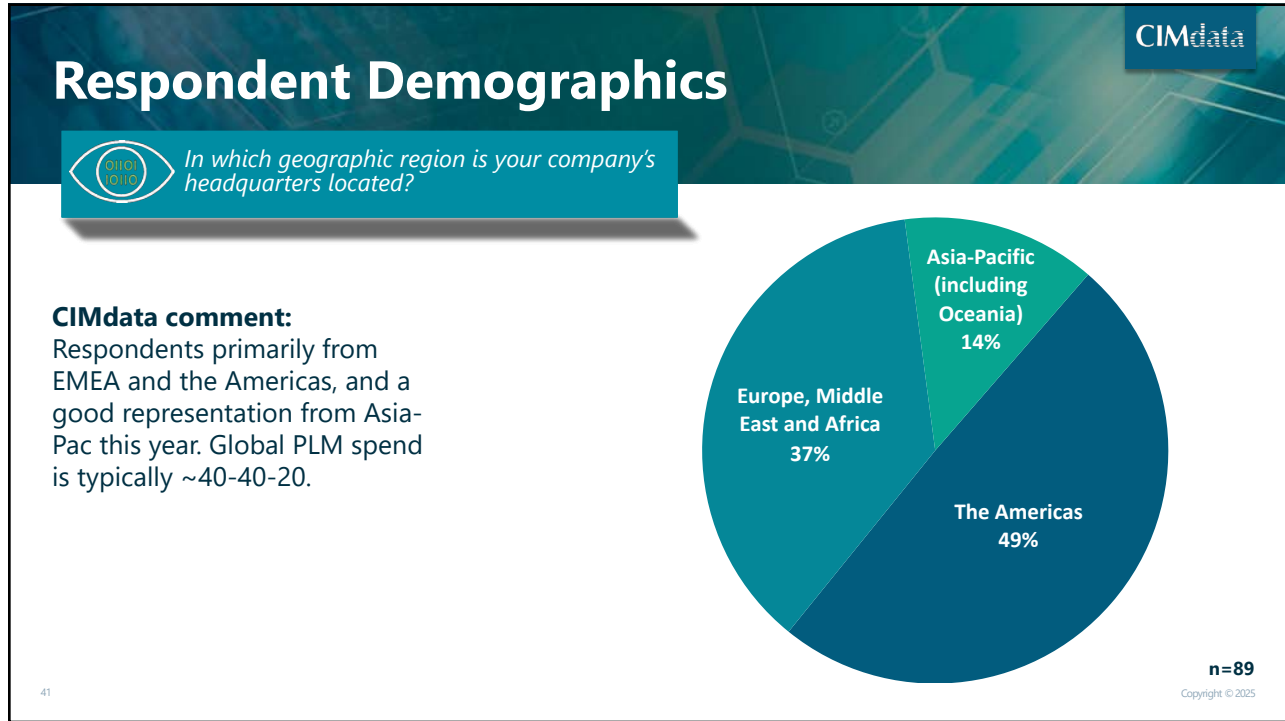 CIMdata
Respondent Demographics
01101
10110
In which geographic region is your company's
headquarters located?
CIMdata comment:
Respondents primarily from
EMEA and the Americas, and a
good representation from Asia-
Pac this year. Global PLM spend
is typically ~40-40-20.
Asia-Pacific
(including
Oceania)
14%
Europe, Middle
East and Africa
37%
The Americas
49%
n=89
41
Copyright © 2025